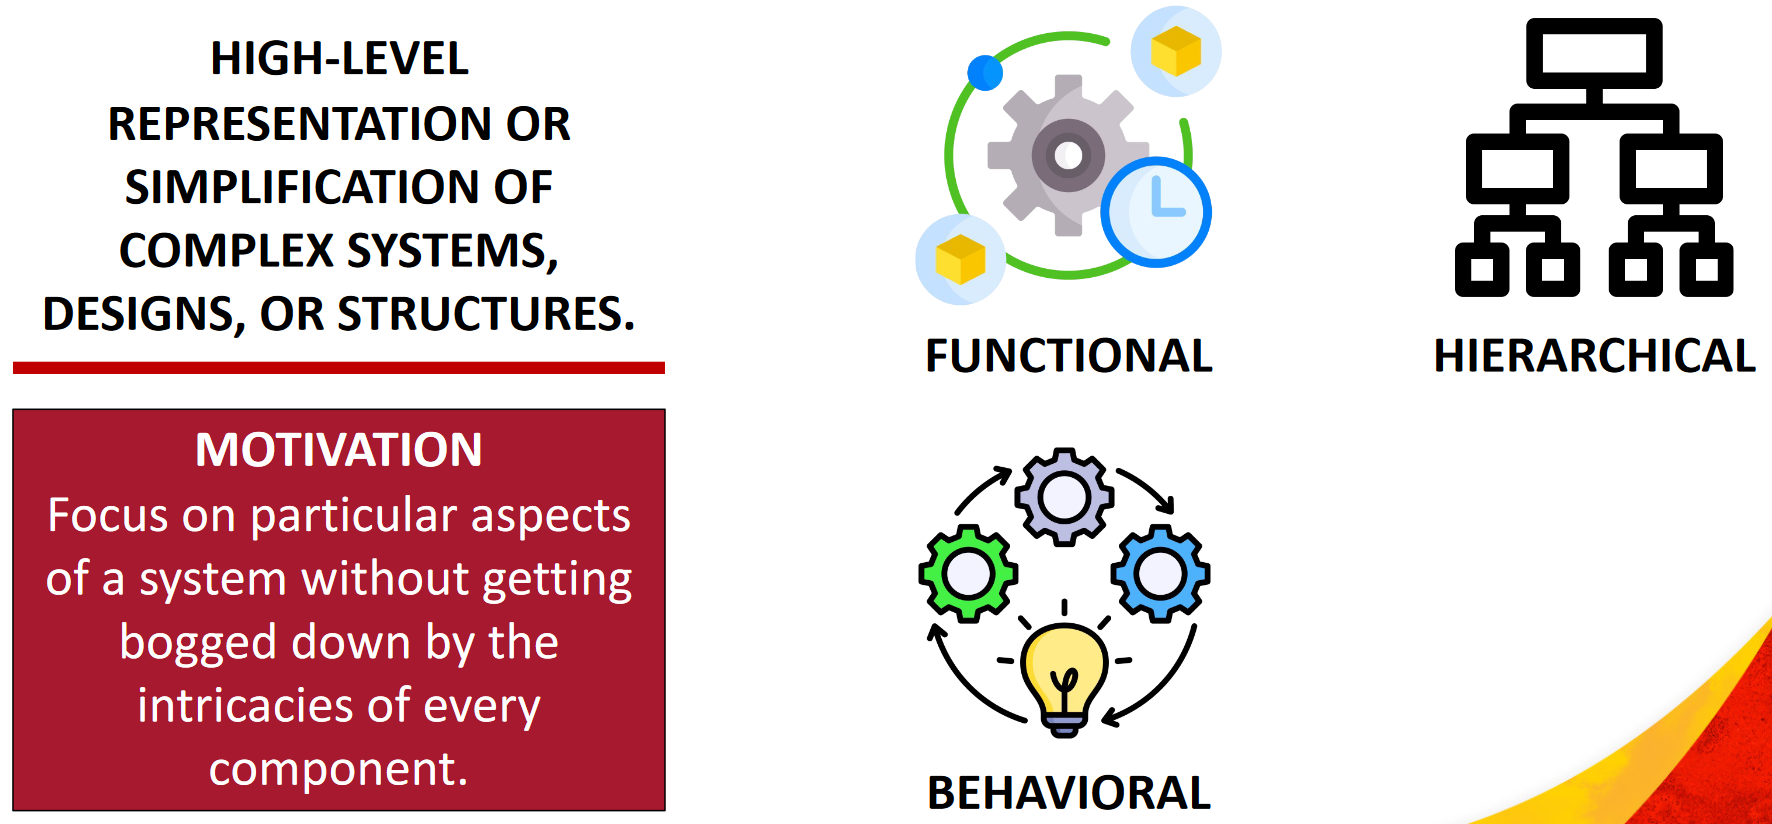 HIGH-LEVEL
REPRESENTATION OR
SIMPLIFICATION OF
COMPLEX SYSTEMS,
DESIGNS, OR STRUCTURES.
MOTIVATION
Focus on particular aspects
of a system without getting
bogged down by the
intricacies of every
component.
FUNCTIONAL
HIERARCHICAL
BEHAVIORAL